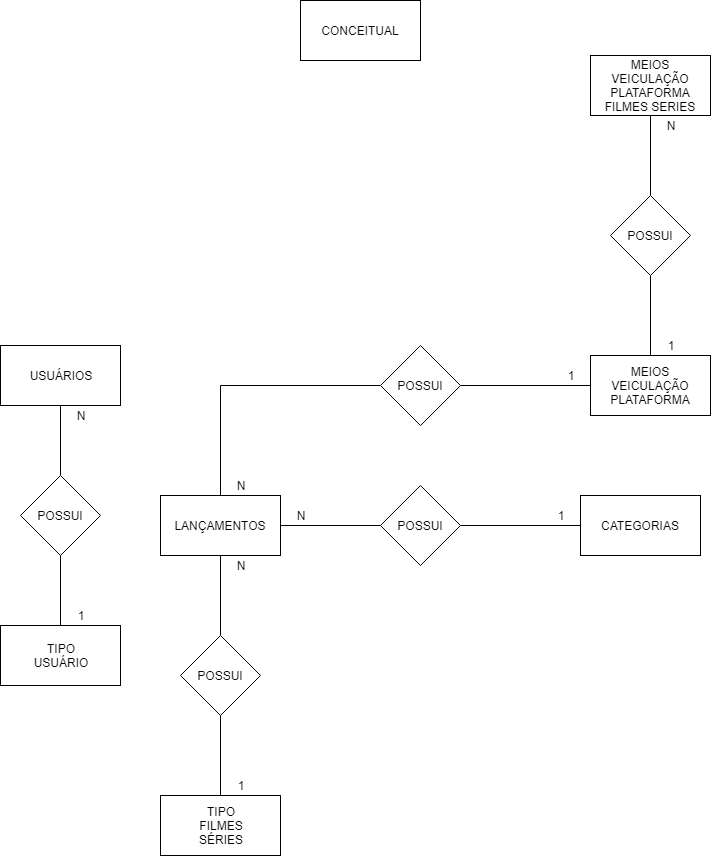 CONCEITUAL
MEIOS
VEICULAÇÃO
PLATAFORMA
FILMES SERIES
N
POSSUI
1
MEIOS
VEICULAÇÃO
PLATAFORMA
1
POSSUI
N
USUÁRIOS
N
POSSUI
1
TIPO
USUÁRIO
LANÇAMENTOS
N
POSSUI
1
CATEGORIAS
N
POSSUI
1
TIPO
FILMES
SÉRIES